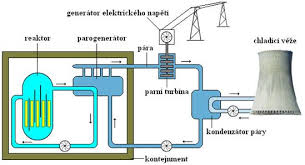 generátor elektrického napětí
reaktor
parogenerátor
pára
chladicí věže
parní turbína
kondenzátor páry
kontejnment